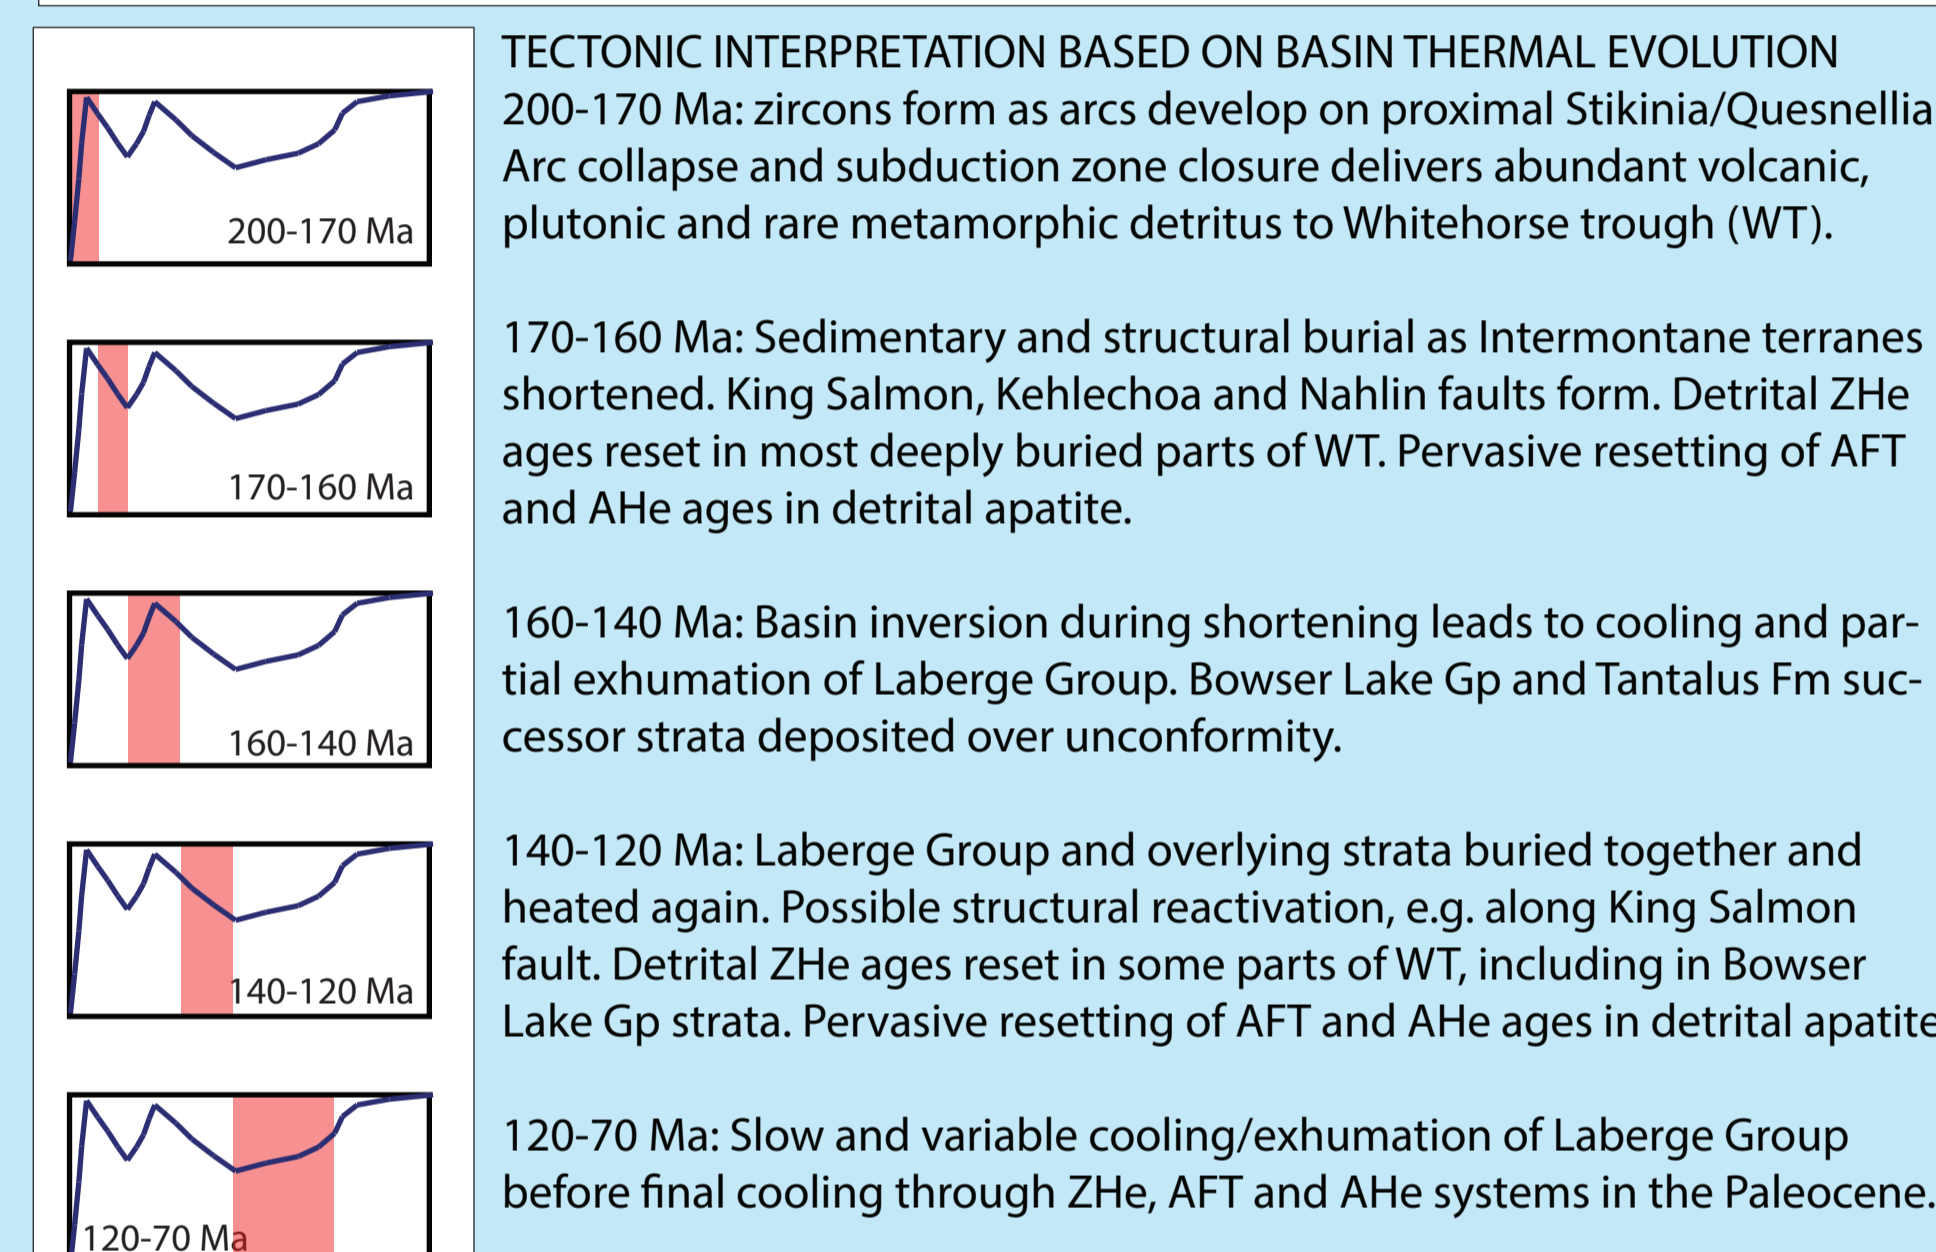 TECTONIC INTERPRETATION BASED ON BASIN THERMAL EVOLUTION
200-170 Ma: zircons form as arcs develop on proximal Stikinia/Quesnellia
Arc collapse and subduction zone closure delivers abundant volcanic,
plutonic and rare metamorphic detritus to Whitehorse trough (WT).
200-170 Ma
170-160 Ma: Sedimentary and structural burial as Intermontane terranes
shortened. King Salmon, Kehlechoa and Nahlin faults form. Detrital ZHe
ages reset in most deeply buried parts of WT. Pervasive resetting of AFT
and AHe ages in detrital apatite.
170-160 Ma
160-140 Ma: Basin inversion during shortening leads to cooling and par-
tial exhumation of Laberge Group. Bowser Lake Gp and Tantalus Fm suc-
cessor strata deposited over unconformity.
160-140 Ma
140-120 Ma: Laberge Group and overlying strata buried together and
heated again. Possible structural reactivation, e.g. along King Salmon
fault. Detrital ZHe ages reset in some parts of WT, including in Bowser
Lake Gp strata. Pervasive resetting of AFT and AHe ages in detrital apatite
140-120 Ma
120-70 Ma: Slow and variable cooling/exhumation of Laberge Group
before final cooling through ZHe, AFT and AHe systems in the Paleocene.
120-70 Ma